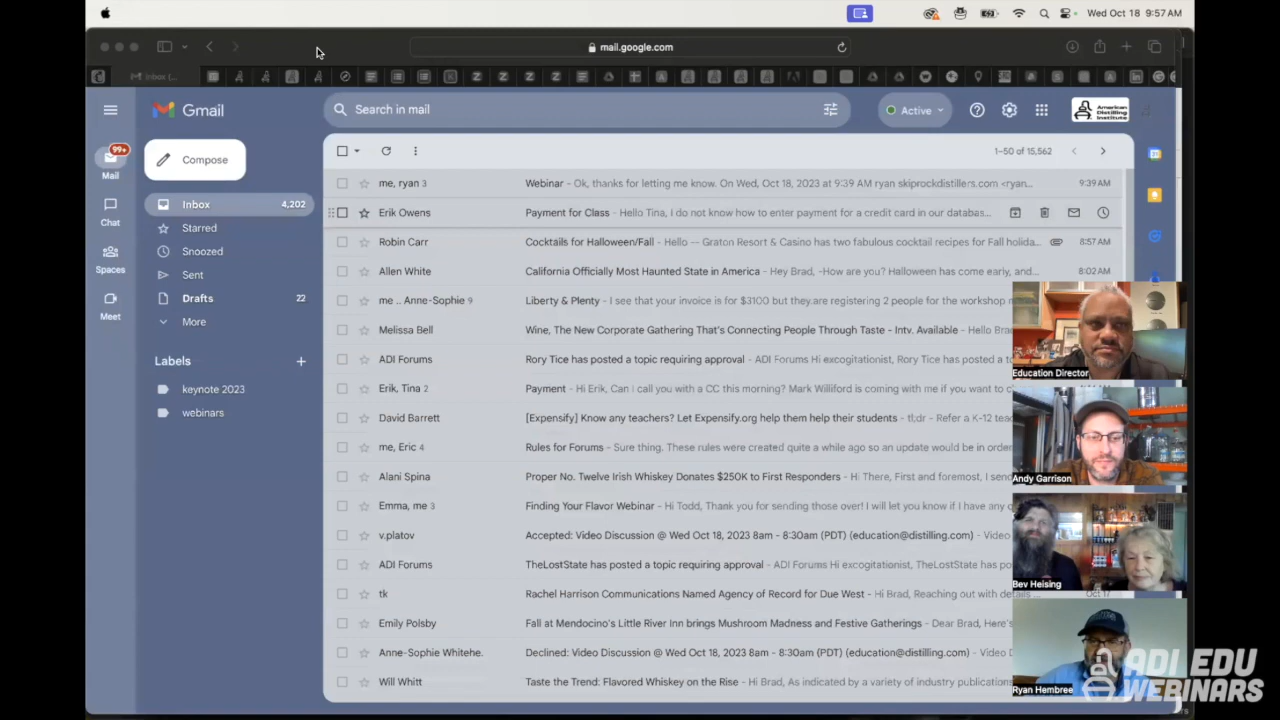 Wed Oct 18 9:57 AM
mail.google.com
Inbox (...
Gmail
Search in mail
Active
American
Distilling
Institute
99+
Mail
Chat
Spaces
Meet
Compose
Inbox 4,202
Starred
Snoozed
Sent
Drafts 22
More
Labels +
keynote 2023
webinars
1–50 of 15,562
me, ryan 3 Webinar - Ok, thanks for letting me know. On Wed, Oct 18, 2023 at 9:39 AM ryan skiprockdistillers.com <ryan... 9:39 AM
Erik Owens Payment for Class - Hello Tina, I do not know how to enter payment for a credit card in our databas...
Robin Carr Cocktails for Halloween/Fall - Hello -- Graton Resort & Casino has two fabulous cocktail recipes for Fall holida... 8:57 AM
Allen White California Officially Most Haunted State in America - Hey Brad, -How are you? Halloween has come early, and... 8:02 AM
me .. Anne-Sophie 9 Liberty & Plenty - I see that your invoice is for $3100 but they are registering 2 people for the workshop
Melissa Bell Wine, The New Corporate Gathering That's Connecting People Through Taste - Intv. Available - Hello Bra
ADI Forums Rory Tice has posted a topic requiring approval - ADI Forums Hi excogitationist, Rory Tice has posted a t
Erik, Tina 2 Payment - Hi Erik, Can i call you with a CC this morning? Mark Williford is coming with me if you want to c
David Barrett [Expensify] Know any teachers? Let Expensify.org help them help their students - tl;dr - Refer a K-12 tea
me, Eric 4 Rules for Forums - Sure thing. These rules were created quite a while ago so an update would be in order
Alani Spina Proper No. Twelve Irish Whiskey Donates $250K to First Responders - Hi There, First and foremost, I send
Emma, me 3 Finding Your Flavor Webinar - Hi Todd, Thank you for sending those over! I will let you know if I have any
v.platov Accepted: Video Discussion @ Wed Oct 18, 2023 8am - 8:30am (PDT) (education@distilling.com) - Video
ADI Forums TheLostState has posted a topic requiring approval - ADI Forums Hi excogitationist, TheLostState has pos
tk Rachel Harrison Communications Named Agency of Record for Due West - Hi Brad, Reaching out with details Oct 17
Emily Polsby Fall at Mendocino's Little River Inn brings Mushroom Madness and Festive Gatherings - Dear Brad, Here's
Anne-Sophie Whitehe. Declined: Video Discussion @ Wed Oct 18, 2023 8am - 8:30am (PDT) (education@distilling.com) - Video
Will Whitt Taste the Trend: Flavored Whiskey on the Rise - Hi Brad, As indicated by a variety of industry publications
Education Director
Andy Garrison
Bev Heising
Ryan Hembree
ADI EDU
WEBINARS